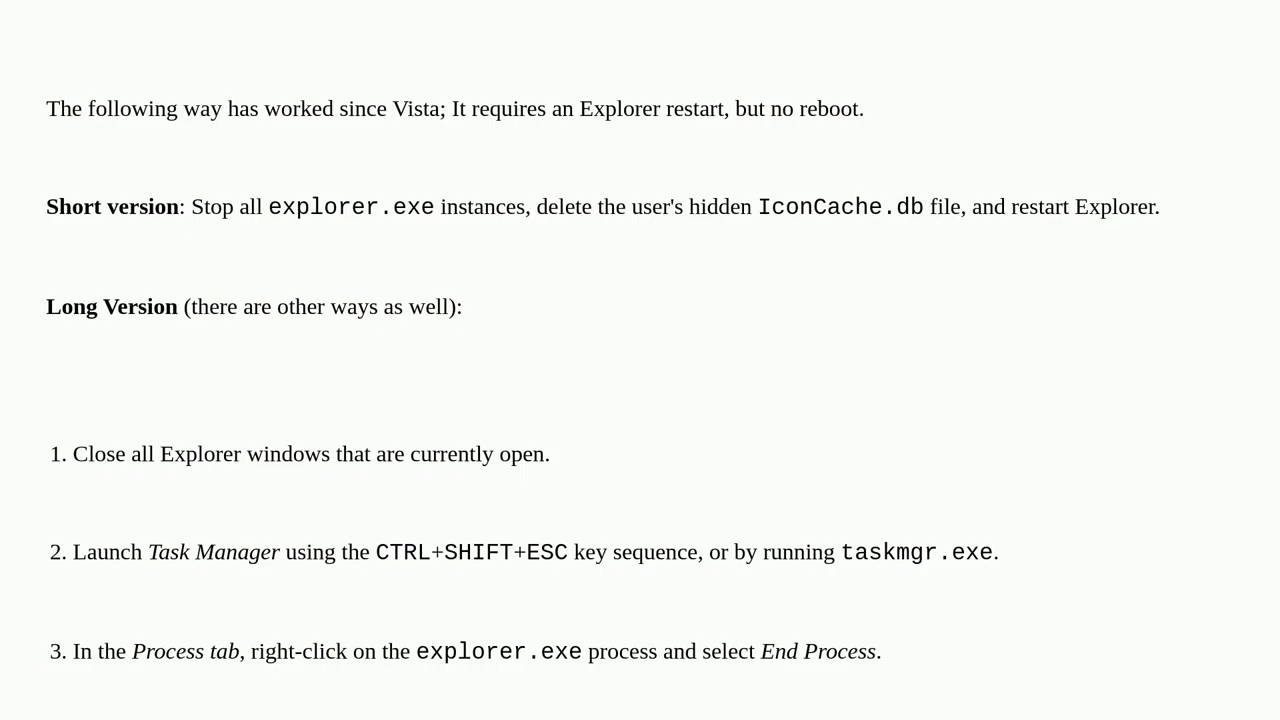 The following way has worked since Vista; It requires an Explorer restart, but no reboot.
Short version: Stop all explorer.exe instances, delete the user's hidden IconCache.db file, and restart Explorer.
Long Version (there are other ways as well):
1. Close all Explorer windows that are currently open.
2. Launch Task Manager using the CTRL+SHIFT+ESC key sequence, or by running taskmgr.exe.
3. In the Process tab, right-click on the explorer.exe process and select End Process.